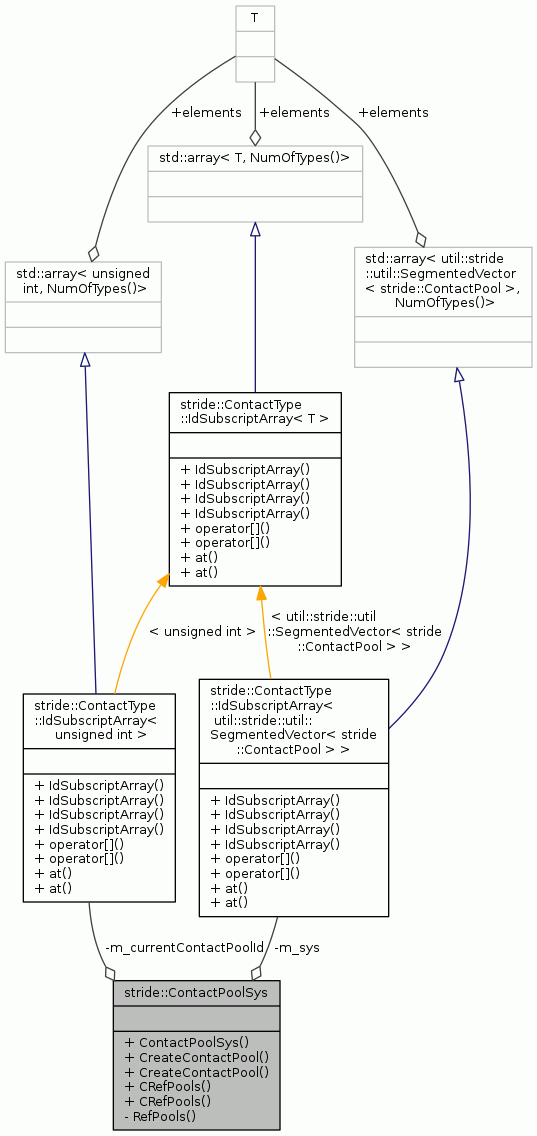 T
+elements
+elements
+elements
std::array< T, NumOfTypes()>
std::array< unsigned
int, NumOfTypes()>
std::array< util::stride
::util::SegmentedVector
< stride::ContactPool >,
NumOfTypes()>
stride::ContactType
::IdSubscriptArray< T >
+ IdSubscriptArray()
+ IdSubscriptArray()
+ IdSubscriptArray()
+ IdSubscriptArray()
+ operator[]()
+ operator[]()
+ at()
+ at()
< unsigned int >
< util::stride::util
::SegmentedVector< stride
::ContactPool > >
stride::ContactType
::IdSubscriptArray<
unsigned int >
+ IdSubscriptArray()
+ IdSubscriptArray()
+ IdSubscriptArray()
+ IdSubscriptArray()
+ operator[]()
+ operator[]()
+ at()
+ at()
stride::ContactType
::IdSubscriptArray<
util::stride::util::
SegmentedVector< stride
::ContactPool > >
+ IdSubscriptArray()
+ IdSubscriptArray()
+ IdSubscriptArray()
+ IdSubscriptArray()
+ operator[]()
+ operator[]()
+ at()
+ at()
-m_currentContactPoolId
-m_sys
stride::ContactPoolSys
+ ContactPoolSys()
+ CreateContactPool()
+ CreateContactPool()
+ CRefPools()
+ CRefPools()
- RefPools()